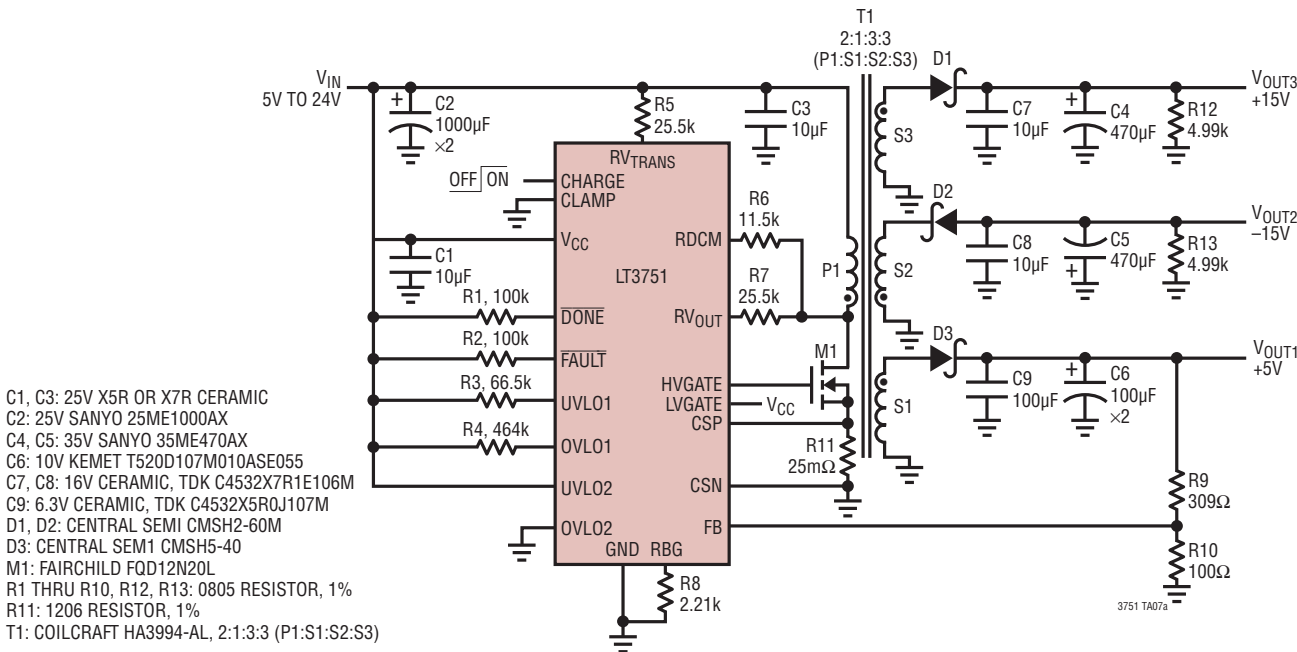 T1
2:1:3:3
(P1:S1:S2:S3)
VIN
5V TO 24V
+
C2
1000µF
×2
R5
25.5k
C3
10µF
D1
C7
10µF
+
C4
470µF
R12
4.99k
VOUT3
+15V
S3
RVTRANS
OFF ON
CHARGE
CLAMP
VCC
C1
10µF
LT3751
RDCM
R6
11.5k
R7
25.5k
RVOUT
P1
S2
D2
C8
10µF
C5
470µF
+
R13
4.99k
VOUT2
–15V
R1, 100k
DONE
R2, 100k
FAULT
R3, 66.5k
UVLO1
R4, 464k
OVLO1
UVLO2
OVLO2
GND
RBG
HVGATE
LVGATE
VCC
CSP
CSN
FB
M1
R11
25mΩ
S1
D3
C9
100µF
+
C6
100µF
×2
VOUT1
+5V
R9
309Ω
R10
100Ω
R8
2.21k
3751 TA07a
C1, C3: 25V X5R OR X7R CERAMIC
C2: 25V SANYO 25ME1000AX
C4, C5: 35V SANYO 35ME470AX
C6: 10V KEMET T520D107M010ASE055
C7, C8: 16V CERAMIC, TDK C4532X7R1E106M
C9: 6.3V CERAMIC, TDK C4532X5R0J107M
D1, D2: CENTRAL SEMI CMSH2-60M
D3: CENTRAL SEM1 CMSH5-40
M1: FAIRCHILD FQD12N20L
R1 THRU R10, R12, R13: 0805 RESISTOR, 1%
R11: 1206 RESISTOR, 1%
T1: COILCRAFT HA3994-AL, 2:1:3:3 (P1:S1:S2:S3)